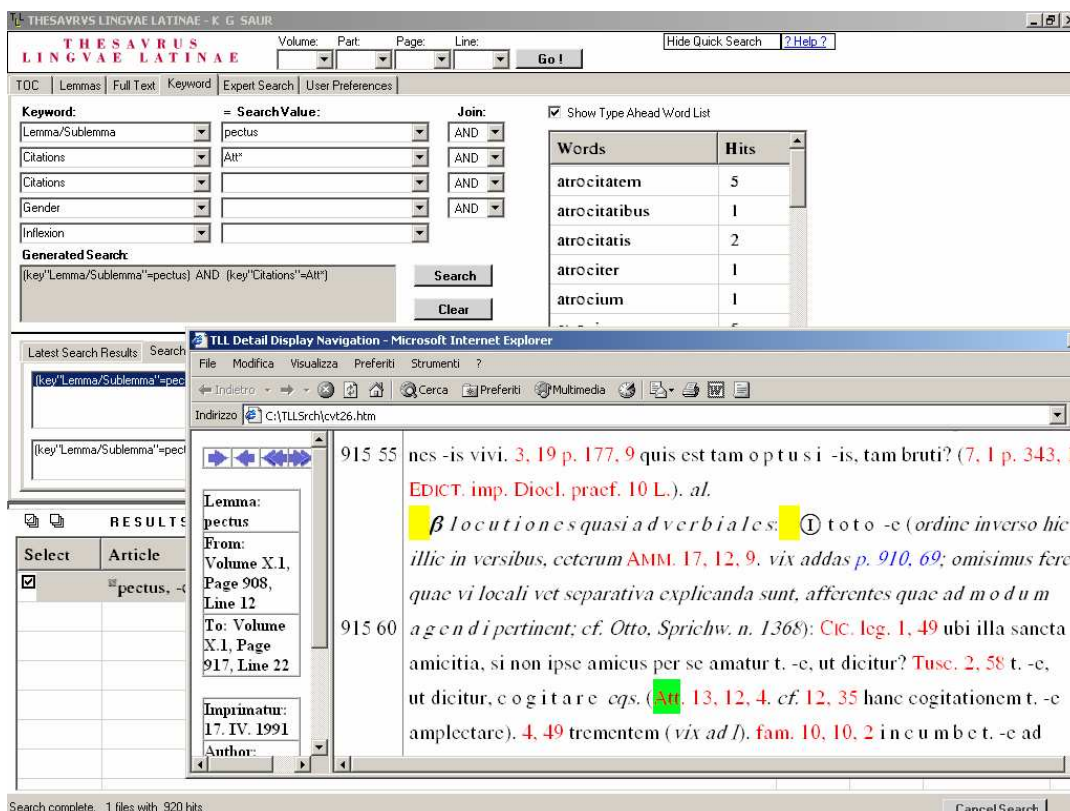 THESAVRVS LINGVAE LATINAE - K G SAUR
THESAVRUS
LINGVAE LATINAE
Volume: Part: Page: Line:
Go !
Hide Quick Search ? Help ?
TOC Lemmas Full Text Keyword Expert Search User Preferences
Keyword: = SearchValue: Join:
Lemma/Sublemma pectus AND
Citations Att* AND
Citations AND
Gender AND
Inflexion
Generated Search:
(key"Lemma/Sublemma"=pectus) AND (key"Citations"=Att*)
Search
Clear
Show Type Ahead Word List
Words Hits
atrocitatem 5
atrocitatibus 1
atrocitatis 2
atrociter 1
atrocium 1
Latest Search Results Search
(key"Lemma/Sublemma"=pec
(key"Lemma/Sublemma"=pect
RESULTS
Select Article
pectus, -
TLL Detail Display Navigation - Microsoft Internet Explorer
File Modifica Visualizza Preferiti Strumenti ?
Indietro Cerca Preferiti Multimedia
Indirizzo C:\TLLSrch\cvt26.htm
Lemma:
pectus
From:
Volume X.1,
Page 908,
Line 12
To: Volume
X.1, Page
917, Line 22
Imprimatur:
17. IV. 1991
Author:
915 55 nes -is vivi. 3, 19 p. 177, 9 quis est tam o p t u s i -is, tam bruti? (7, 1 p. 343,
EDICT. imp. Diocl. praef. 10 L.). al.
β l o c u t i o n e s quasi a d v e r b i a l e s: Ⓘ t o t o -e (ordine inverso hic
illic in versibus, ceterum AMM. 17, 12, 9. vix addas p. 910, 69; omisimus fere
quae vi locali vet separativa explicanda sunt, afferentes quae ad m o d u m
915 60 a g e n d i pertinent; cf. Otto, Sprichw. n. 1368): CIC. leg. 1, 49 ubi illa sancta
amicitia, si non ipse amicus per se amatur t. -e, ut dicitur? Tusc. 2, 58 t. -e,
ut dicitur, c o g i t a r e eqs. (Att. 13, 12, 4. cf. 12, 35 hanc cogitationem t. -e
amplectare). 4, 49 trementem (vix ad I). fam. 10, 10, 2 i n c u m b e t. -e ad
Search complete. 1 files with 920 hits
Cancel Search